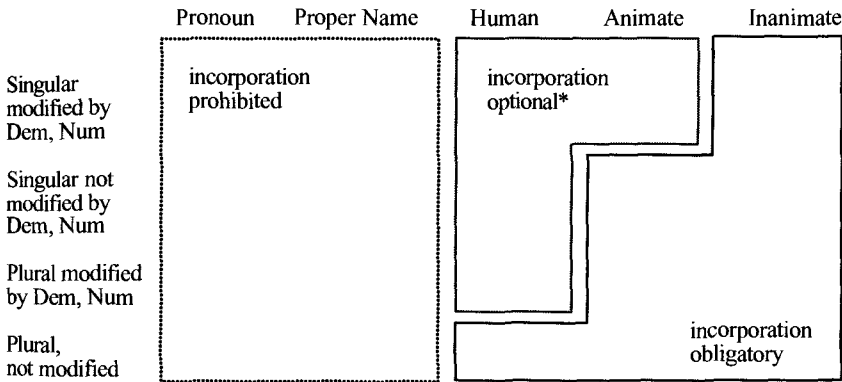 Pronoun Proper Name Human Animate Inanimate
Singular
modified by
Dem, Num
incorporation
prohibited
incorporation
optional*
Singular not
modified by
Dem, Num
Plural modified
by Dem, Num
Plural,
not modified
incorporation
obligatory